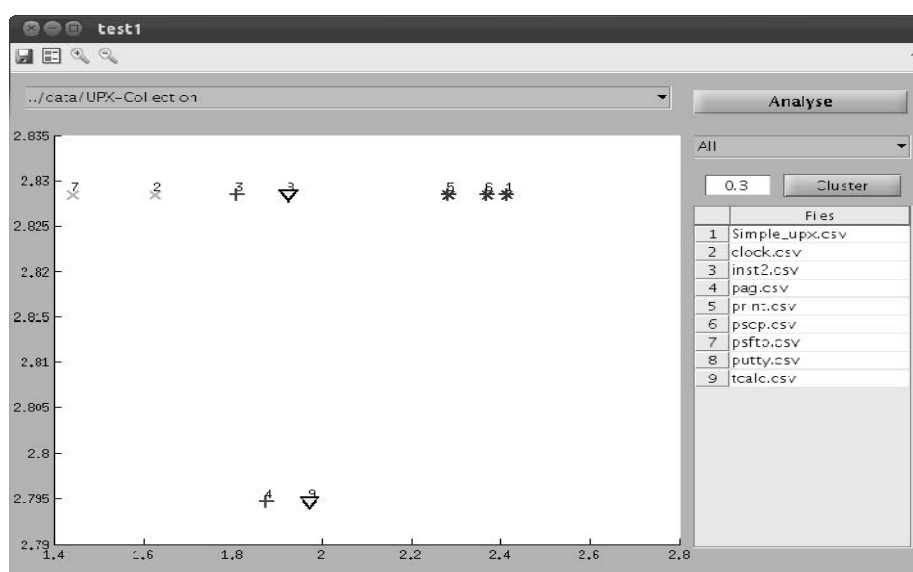 test1
../data/UPX-Collection
Analyse
All
0.3 Cluster
Files
1 Simple_upx.csv
2 clock.csv
3 inst2.csv
4 pag.csv
5 print.csv
6 pscp.csv
7 psftp.csv
8 putty.csv
9 tcalc.csv
2.835
2.83
2.825
2.82
2.815
2.81
2.805
2.8
2.795
2.79
7 2 3 5 6 1
4 9
1.4 1.6 1.8 2 2.2 2.4 2.6 2.8